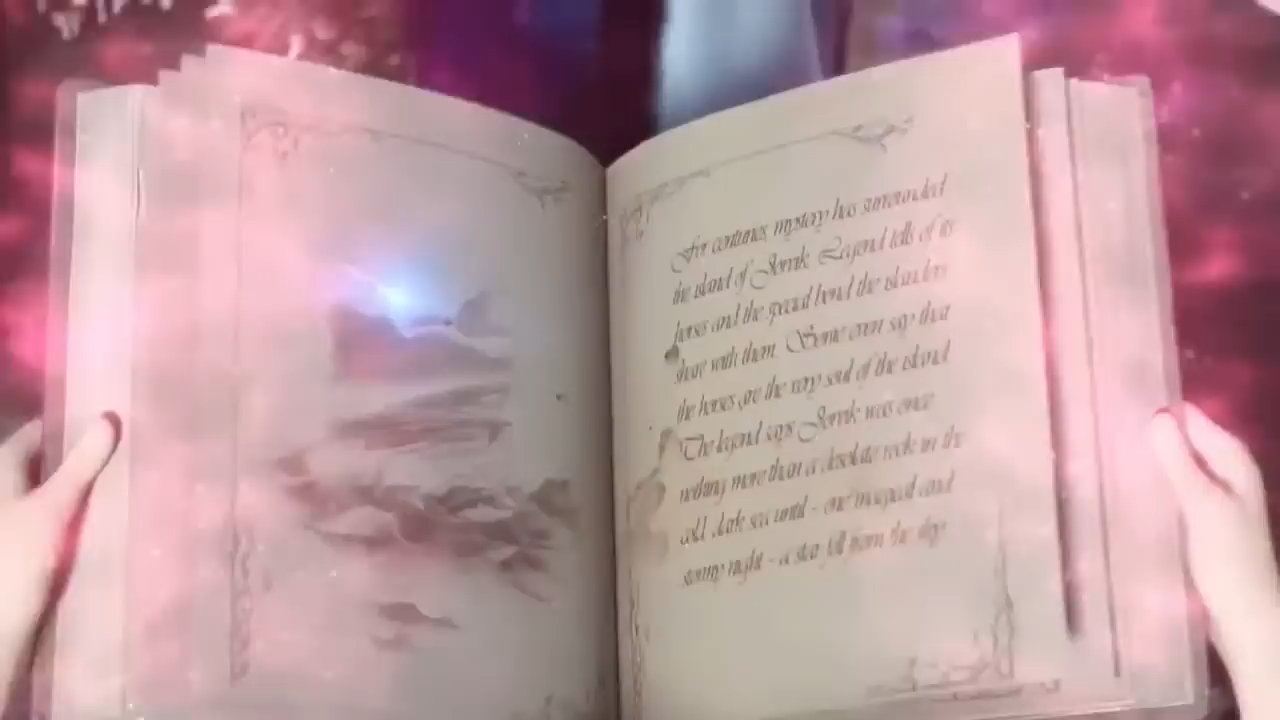 For centuries, mystery has surrounded
the island of Jorvik. Legend tells of its
horses and the special bond the islanders
share with them. Some even say that
the horses are the very soul of the island
The legend says Jorvik was once
nothing more than a desolate rock in the
cold, dark sea until - one magical and
stormy night - a star fell from the sky